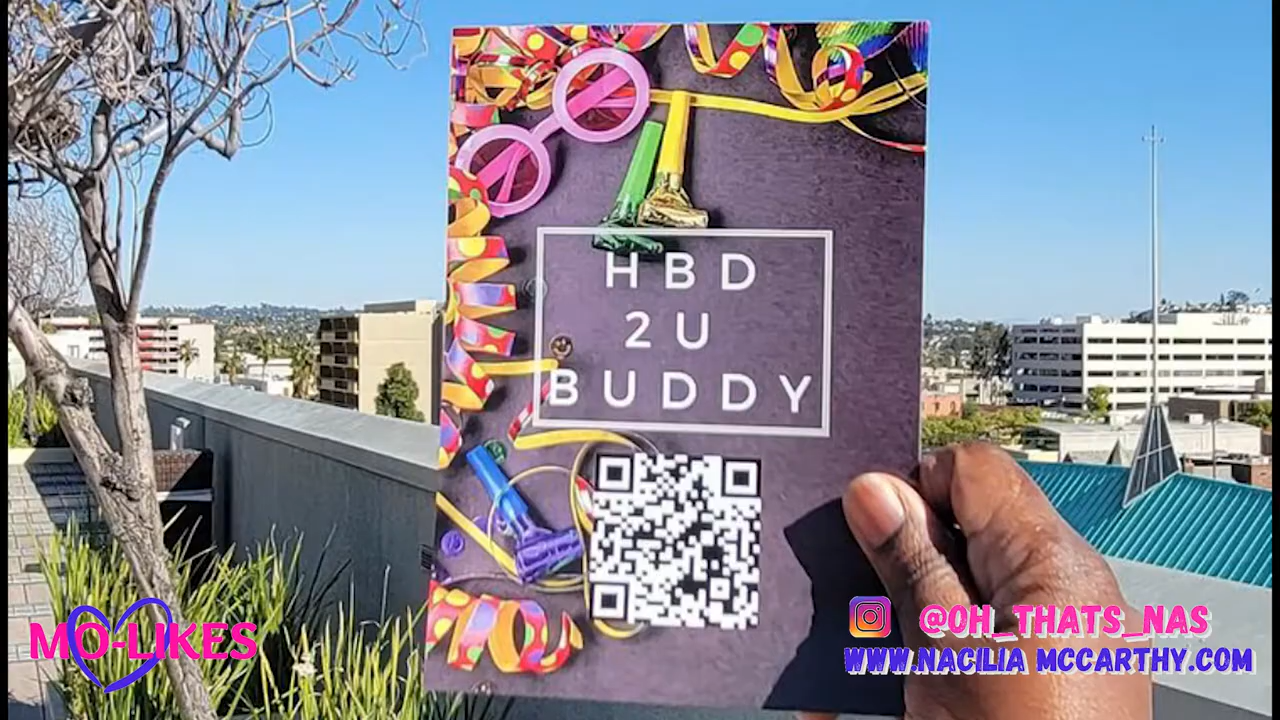 HBD
2U
BUDDY
MO-LIKES
@OH_THATS_NAS
WWW.NACILIA MCCARTHY.COM